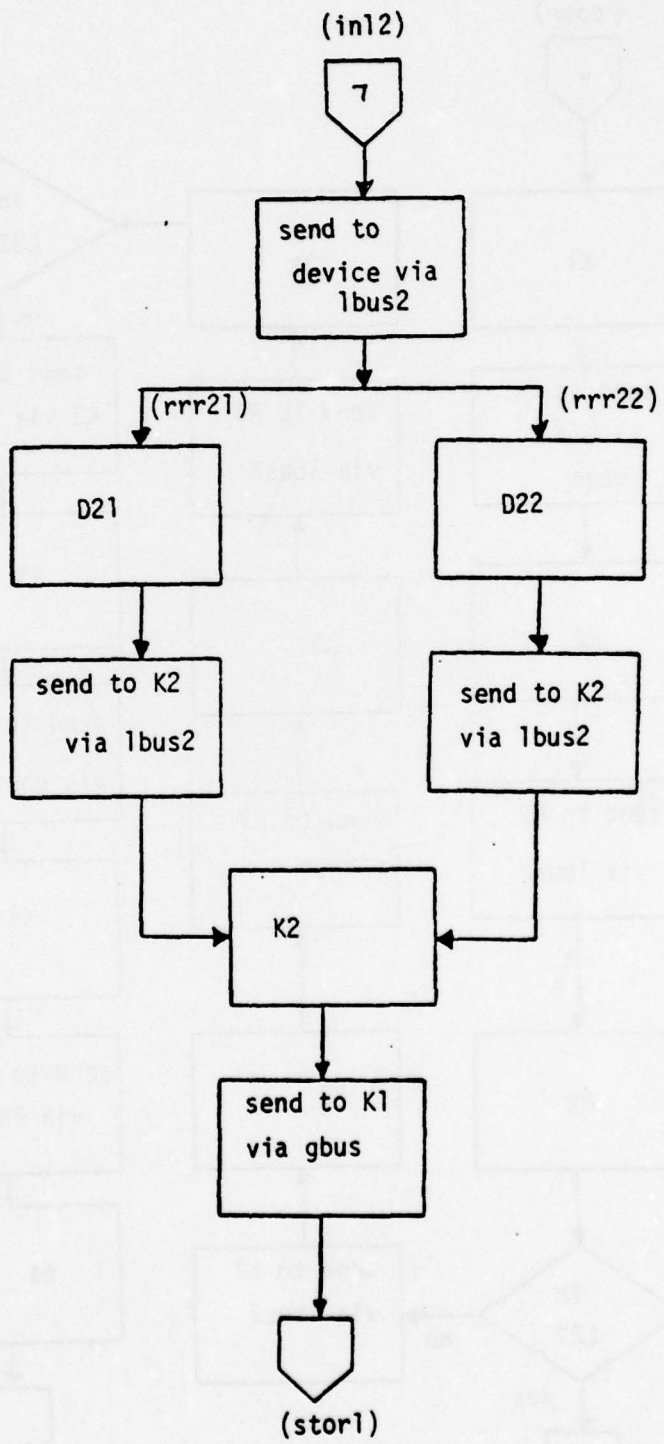 (inl2)
7
send to
device via
lbus2
(rrr21)
(rrr22)
D21
D22
send to K2
via lbus2
send to K2
via lbus2
K2
send to K1
via gbus
(storl)